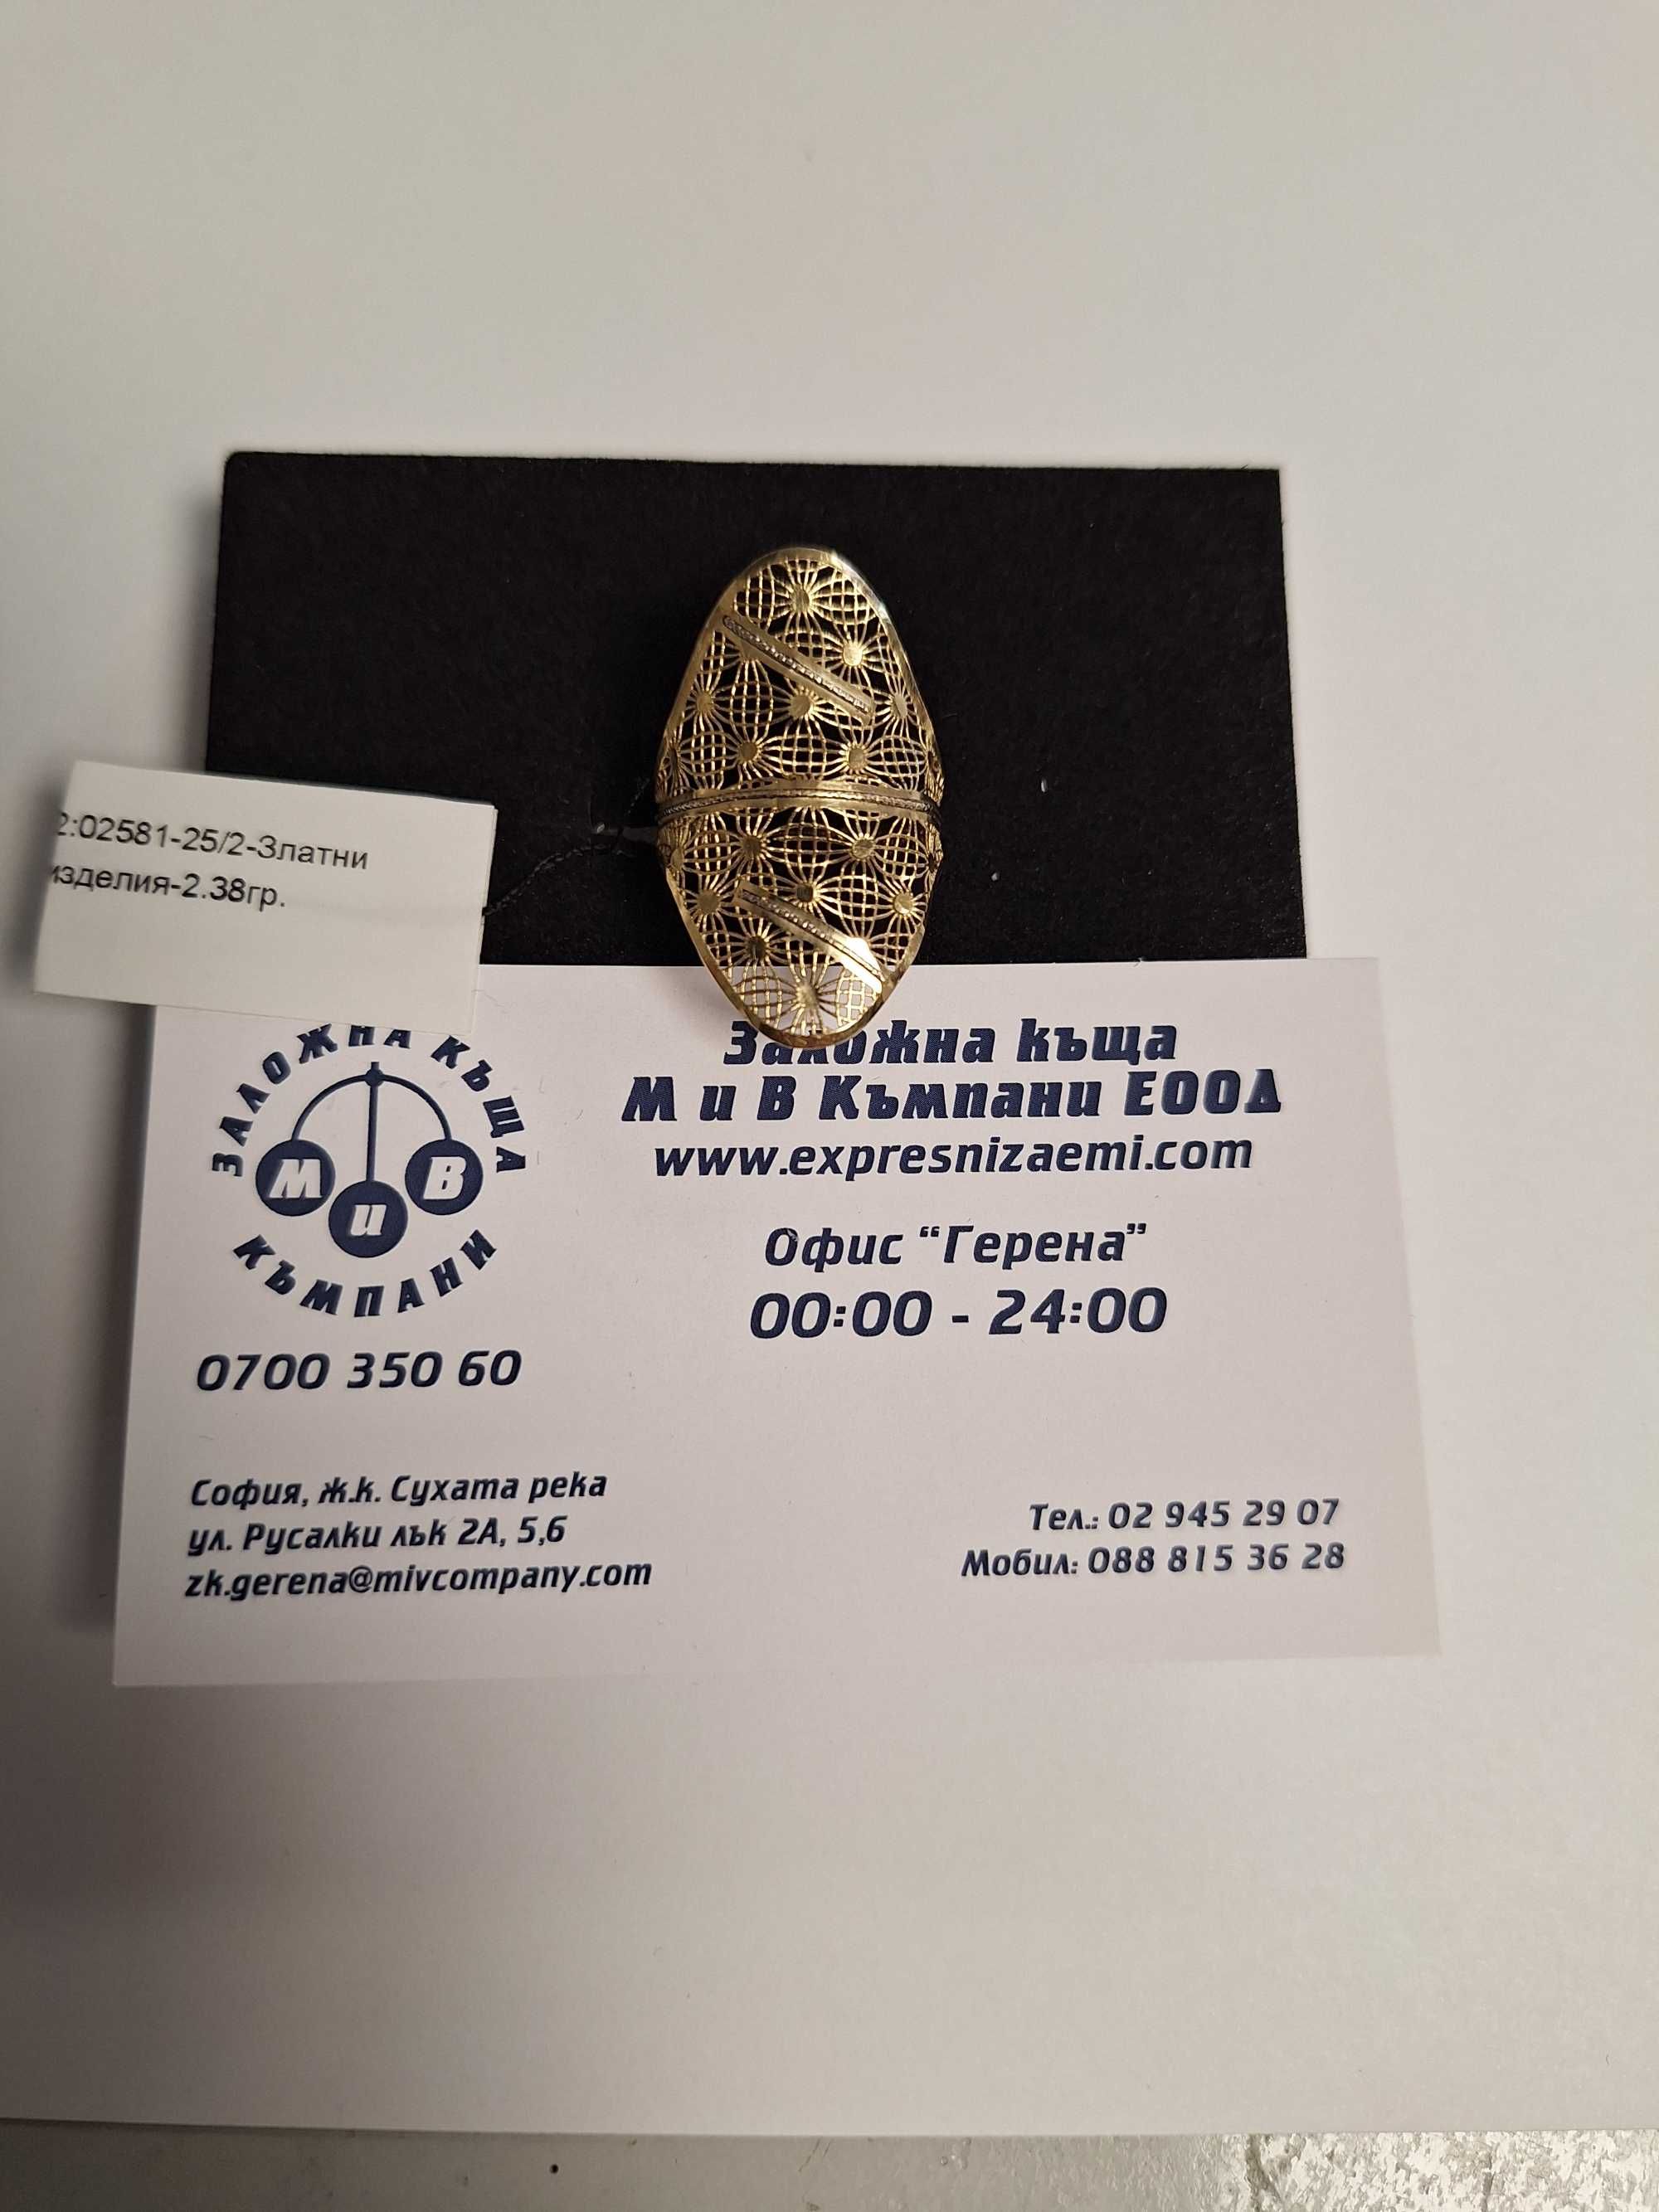 2:02581-25/2-Златни
изделия-2.38гр.
ЗАЛОЖНА КЪЩА
М и В
КЪМПАНИ
0700 350 60
Заложна къща
М и В Къмпани ЕООД
www.expresnizaemi.com
Офис “Герена”
00:00 - 24:00
София, ж.к. Сухата река
ул. Русалки лък 2А, 5,6
zk.gerena@mivcompany.com
Тел.: 02 945 29 07
Мобил: 088 815 36 28